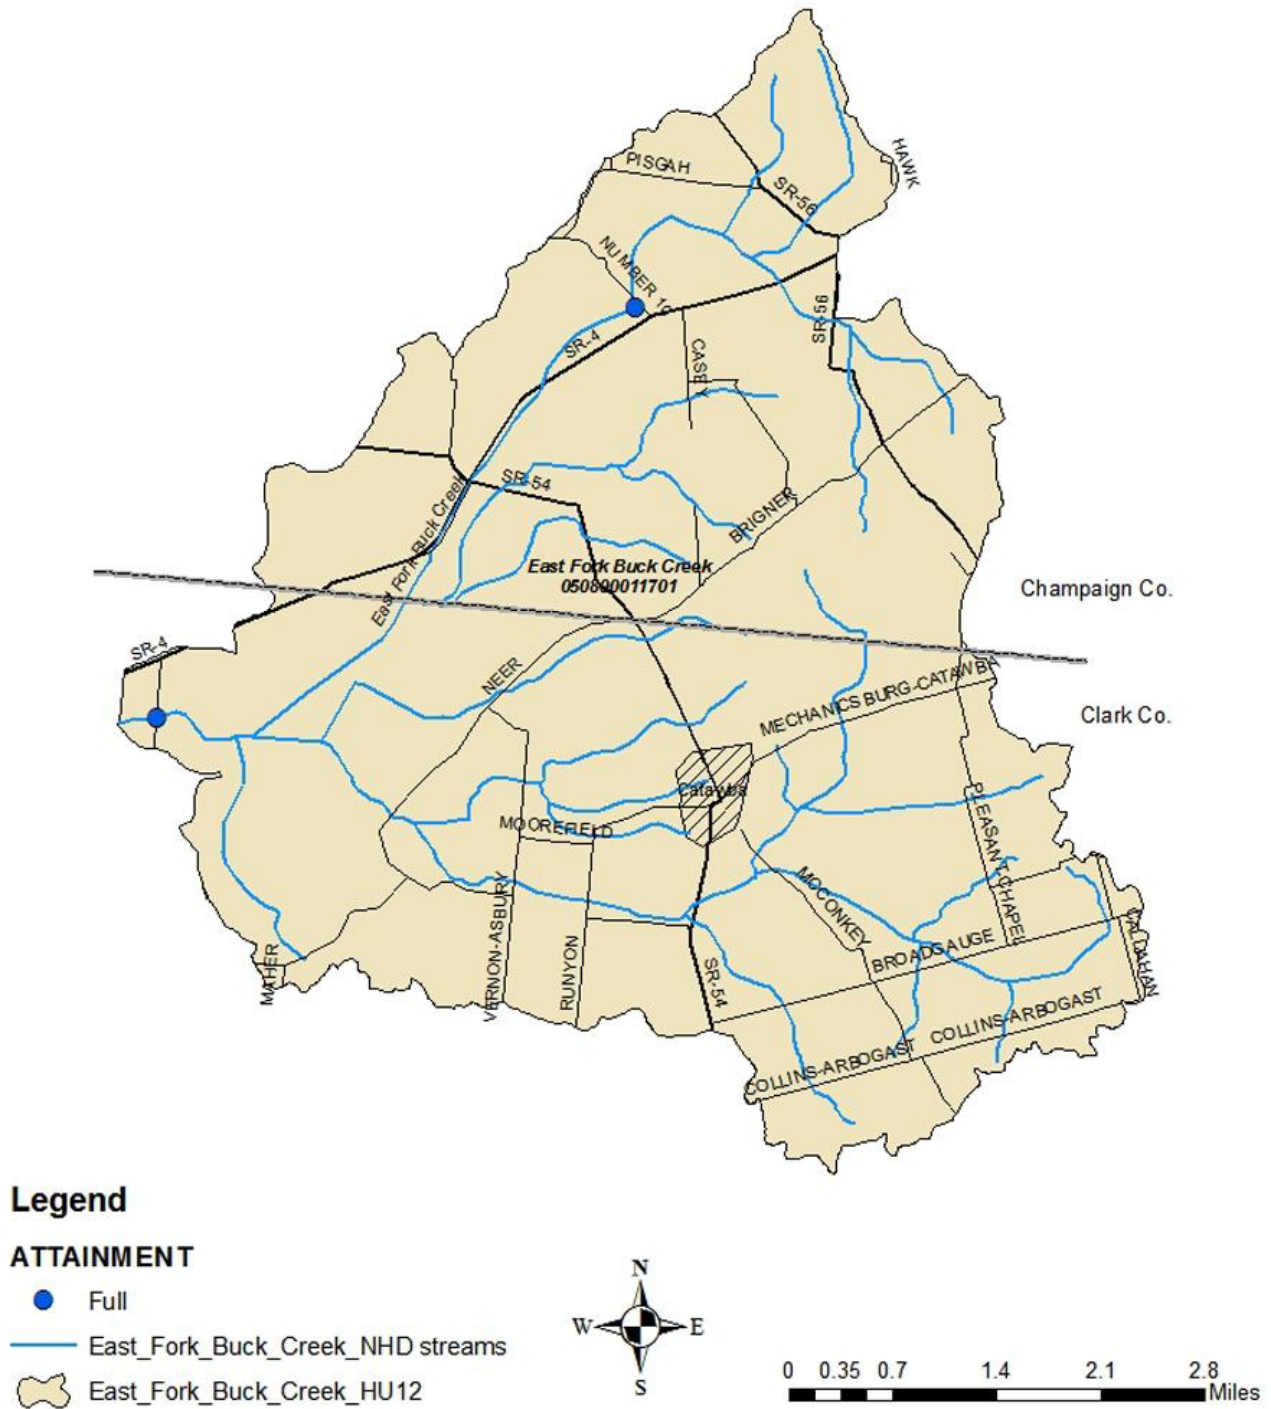 HAWK
PISGAH
SR-56
NUMBER 10
SR-56
SR-4
CASEY
SR-54
East Fork Buck Creek
BRIGNER
East Fork Buck Creek
050800011701
Champaign Co.
SR-4
NEER
MECHANICSBURG-CATAWBA
Clark Co.
Catawba
PLEASANT-CHAPEL
MOOREFIELD
MCCONKEY
VERNON-ASBURY
BROADGAUGE
CALLAHAN
MAHER
RUNYON
SR-54
COLLINS-ARBOGAST
COLLINS-ARBOGAST
Legend
ATTAINMENT
Full
East_Fork_Buck_Creek_NHD streams
East_Fork_Buck_Creek_HU12
N
W
E
S
0 0.35 0.7 1.4 2.1 2.8
Miles